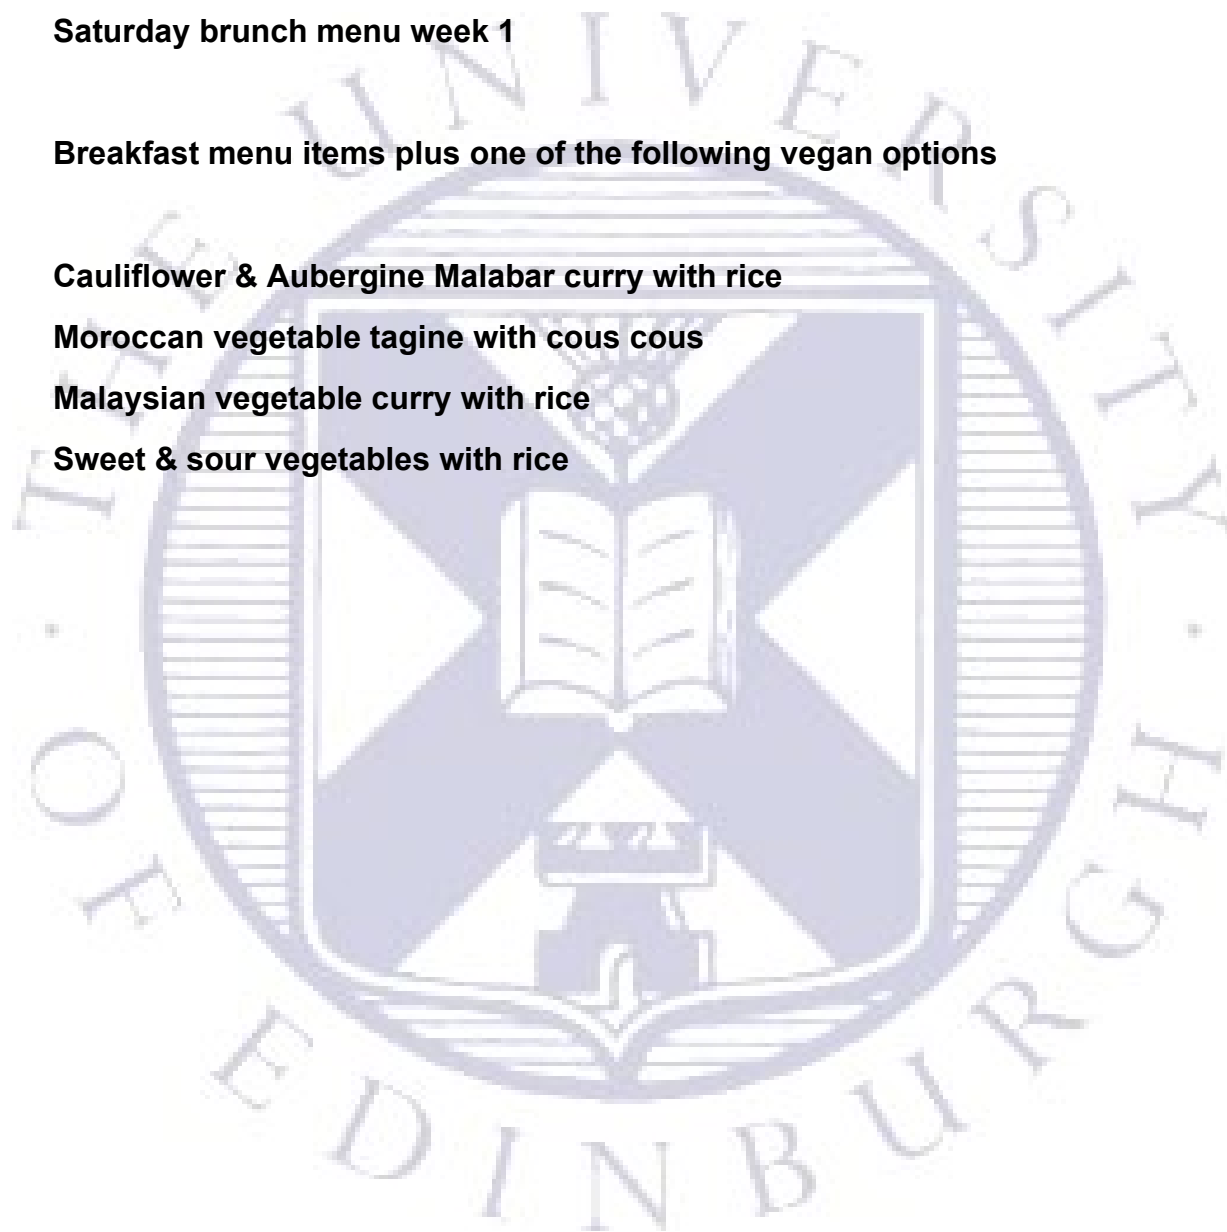 Saturday brunch menu week 1
Breakfast menu items plus one of the following vegan options
Cauliflower & Aubergine Malabar curry with rice
Moroccan vegetable tagine with cous cous
Malaysian vegetable curry with rice
Sweet & sour vegetables with rice
THE UNIVERSITY · OF EDINBURGH ·